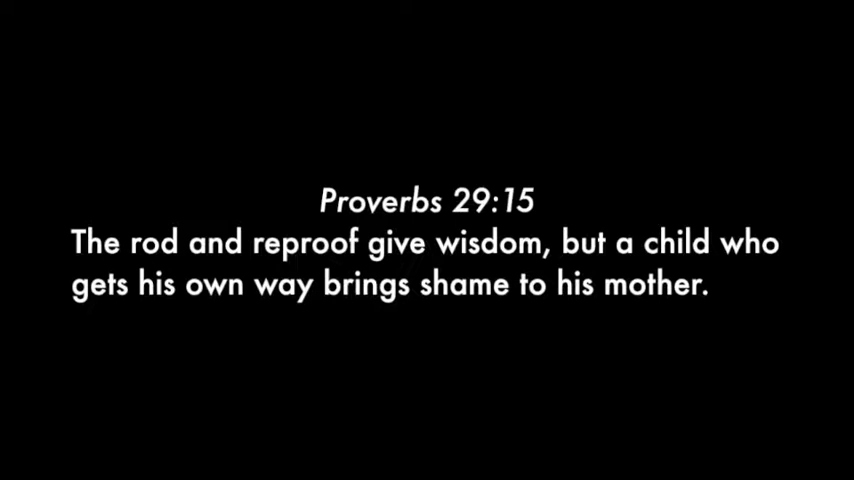 Proverbs 29:15
The rod and reproof give wisdom, but a child who
gets his own way brings shame to his mother.